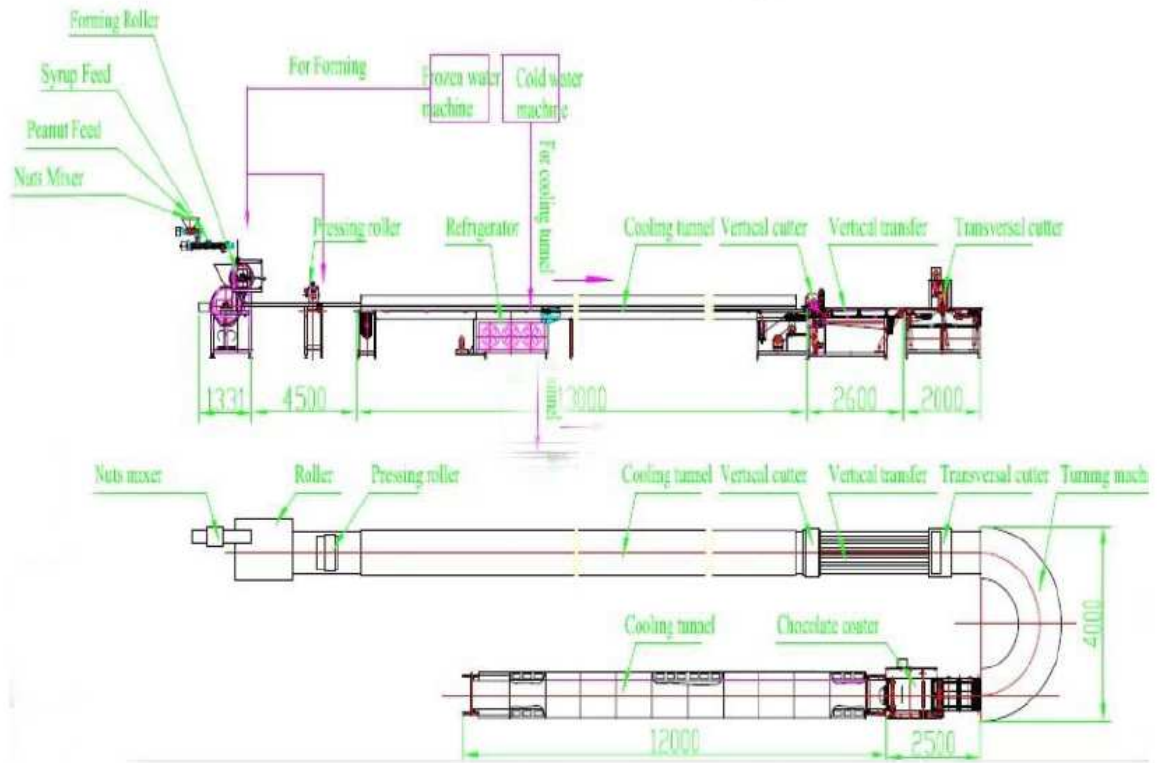 Forming Roller
Syrup Feed
Peanut Feed
Nuts Mixer
For Forming
Frozen water
machine
Cold water
machine
For cooling tunnel
Pressing roller
Refrigerator
Cooling tunnel
Vertical cutter
Vertical transfer
Transversal cutter
1331
4500
13000
2600
2000
Nuts mixer
Roller
Pressing roller
Cooling tunnel
Vertical cutter
Vertical transfer
Transversal cutter
Turning mach
4000
Cooling tunnel
Chocolate coater
12000
2500